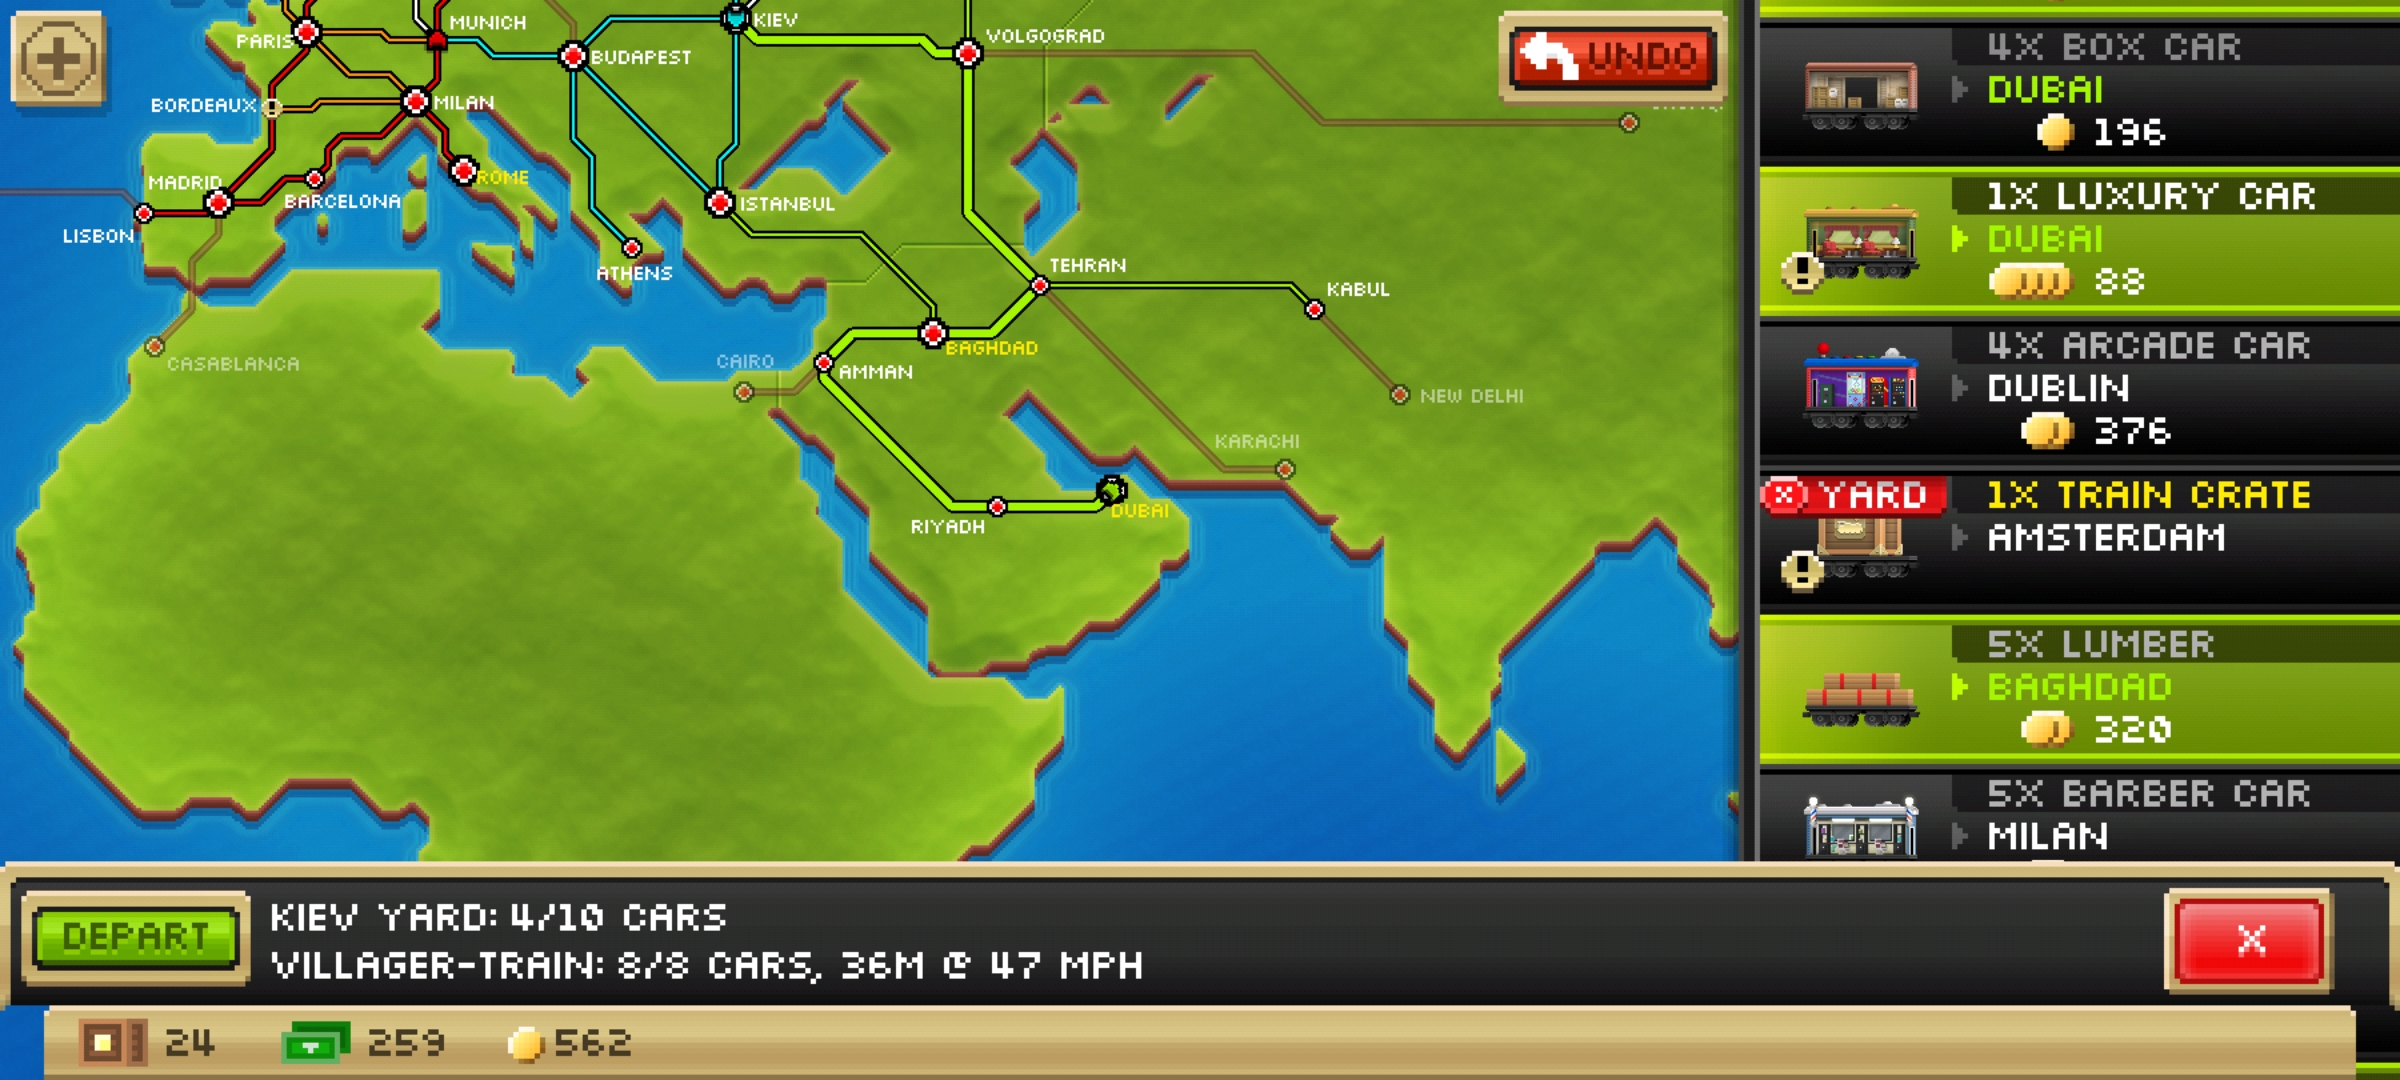 MUNICH
KIEV
PARIS
BUDAPEST
VOLGOGRAD
UNDO
BORDEAUX
MILAN
MADRID
ROME
BARCELONA
ISTANBUL
LISBON
ATHENS
TEHRAN
KABUL
CASABLANCA
CAIRO
BAGHDAD
AMMAN
NEW DELHI
KARACHI
RIYADH
DUBAI
4X BOX CAR
DUBAI
196
1X LUXURY CAR
DUBAI
88
4X ARCADE CAR
DUBLIN
376
X YARD
1X TRAIN CRATE
AMSTERDAM
5X LUMBER
BAGHDAD
320
5X BARBER CAR
MILAN
DEPART
KIEV YARD: 4/10 CARS
VILLAGER-TRAIN: 8/8 CARS, 36M @ 47 MPH
X
24
259
562